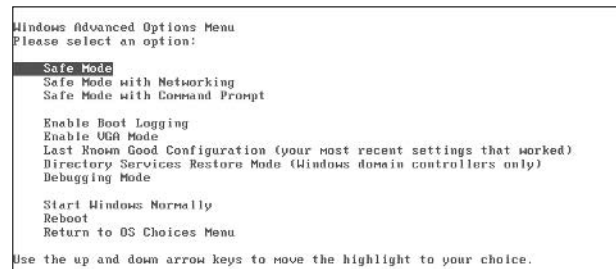 Windows Advanced Options Menu
Please select an option:
Safe Mode
Safe Mode with Networking
Safe Mode with Command Prompt
Enable Boot Logging
Enable VGA Mode
Last Known Good Configuration (your most recent settings that worked)
Directory Services Restore Mode (Windows domain controllers only)
Debugging Mode
Start Windows Normally
Reboot
Return to OS Choices Menu
Use the up and down arrow keys to move the highlight to your choice.